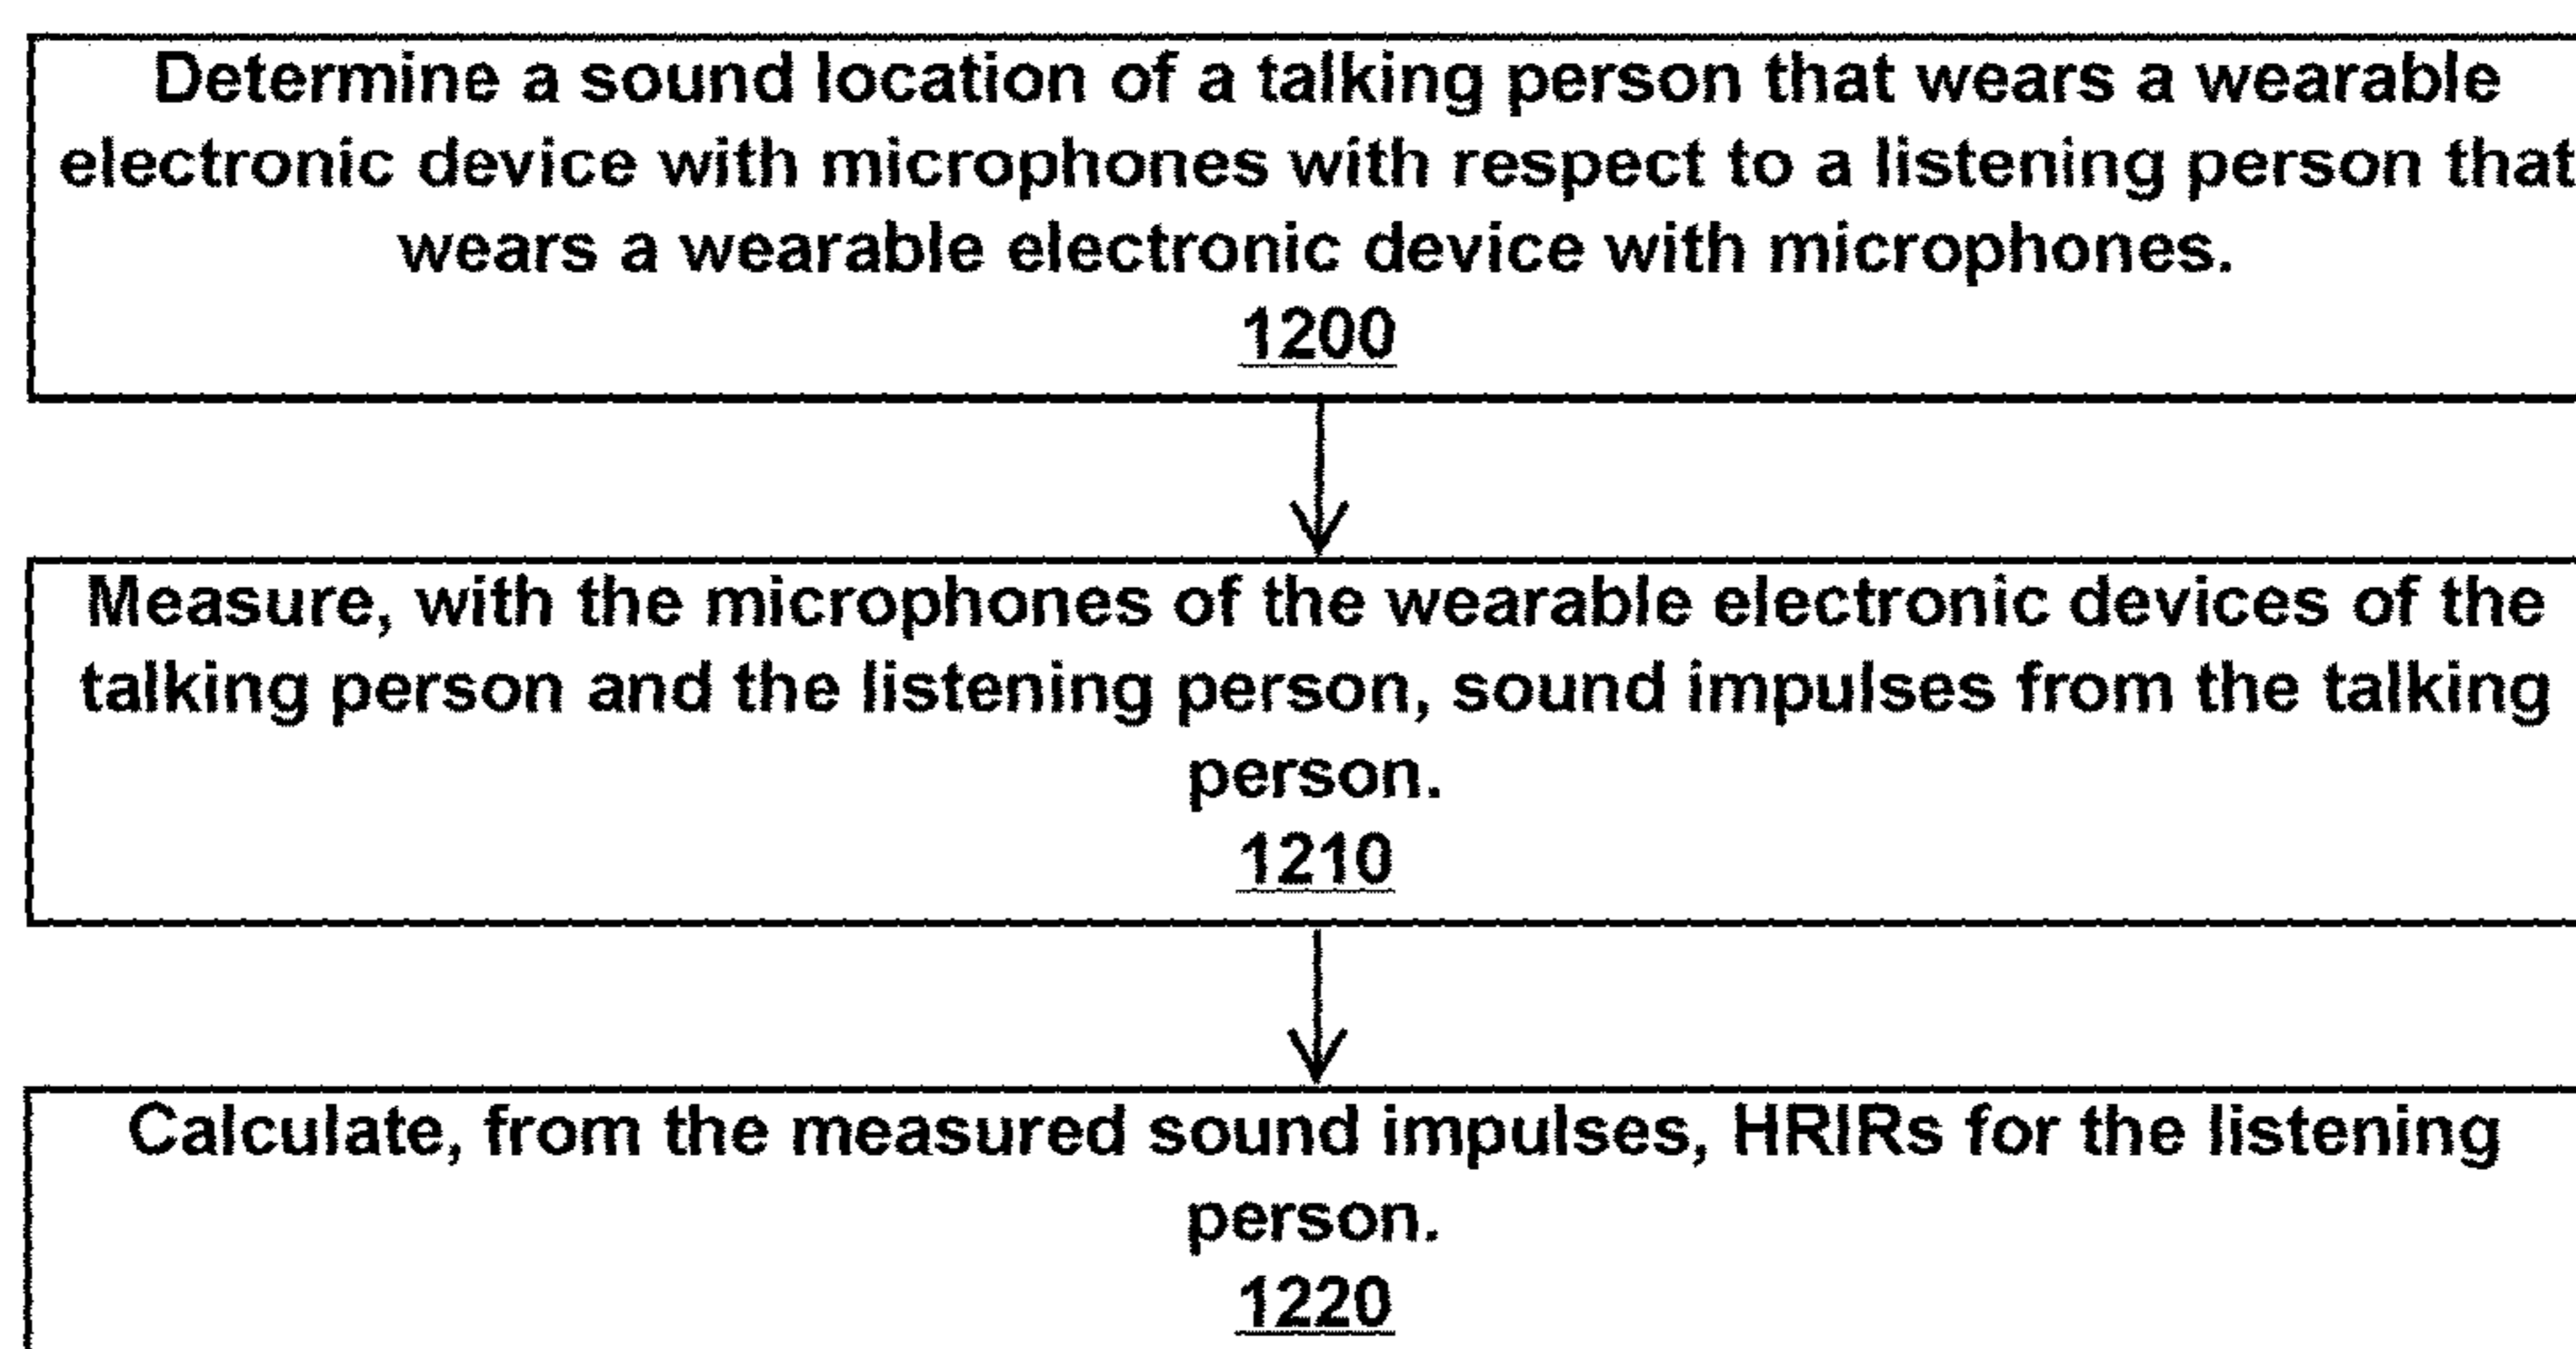 Determine a sound location of a talking person that wears a wearable
electronic device with microphones with respect to a listening person that
wears a wearable electronic device with microphones.
1200
Measure, with the microphones of the wearable electronic devices of the
talking person and the listening person, sound impulses from the talking
person.
1210
Calculate, from the measured sound impulses, HRIRs for the listening
person.
1220